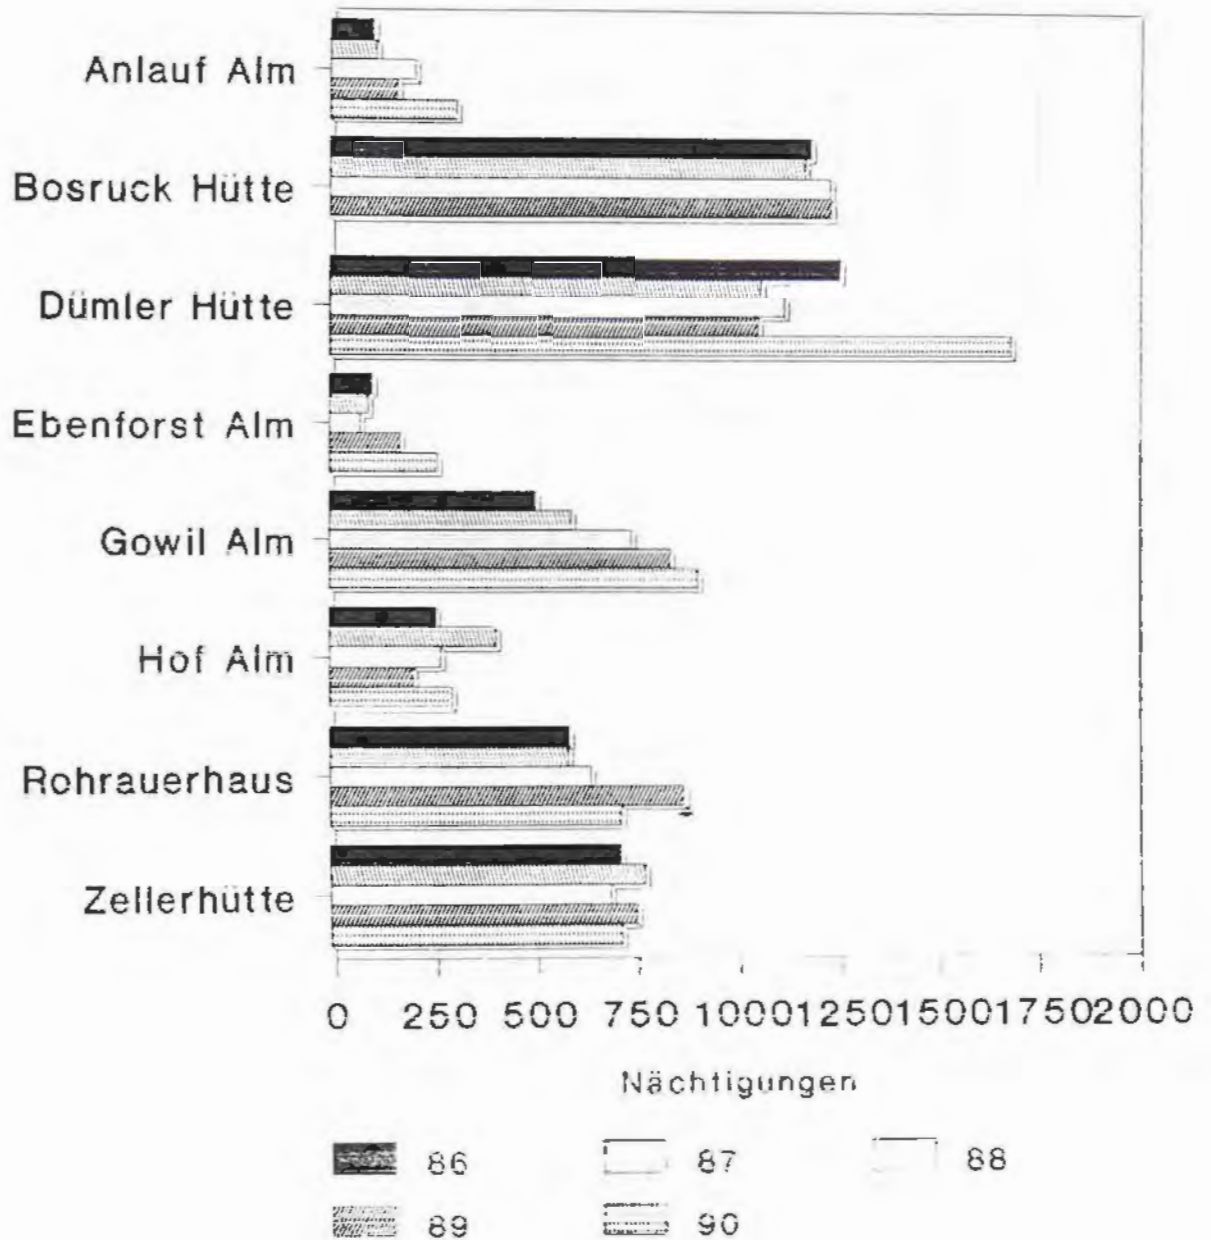 Anlauf Alm
Bosruck Hütte
Dümler Hütte
Ebenforst Alm
Gowil Alm
Hof Alm
Rohrauerhaus
Zellerhütte
0 250 500 750 1000 1250 1500 1750 2000
Nächtigungen
86 87 88
89 90